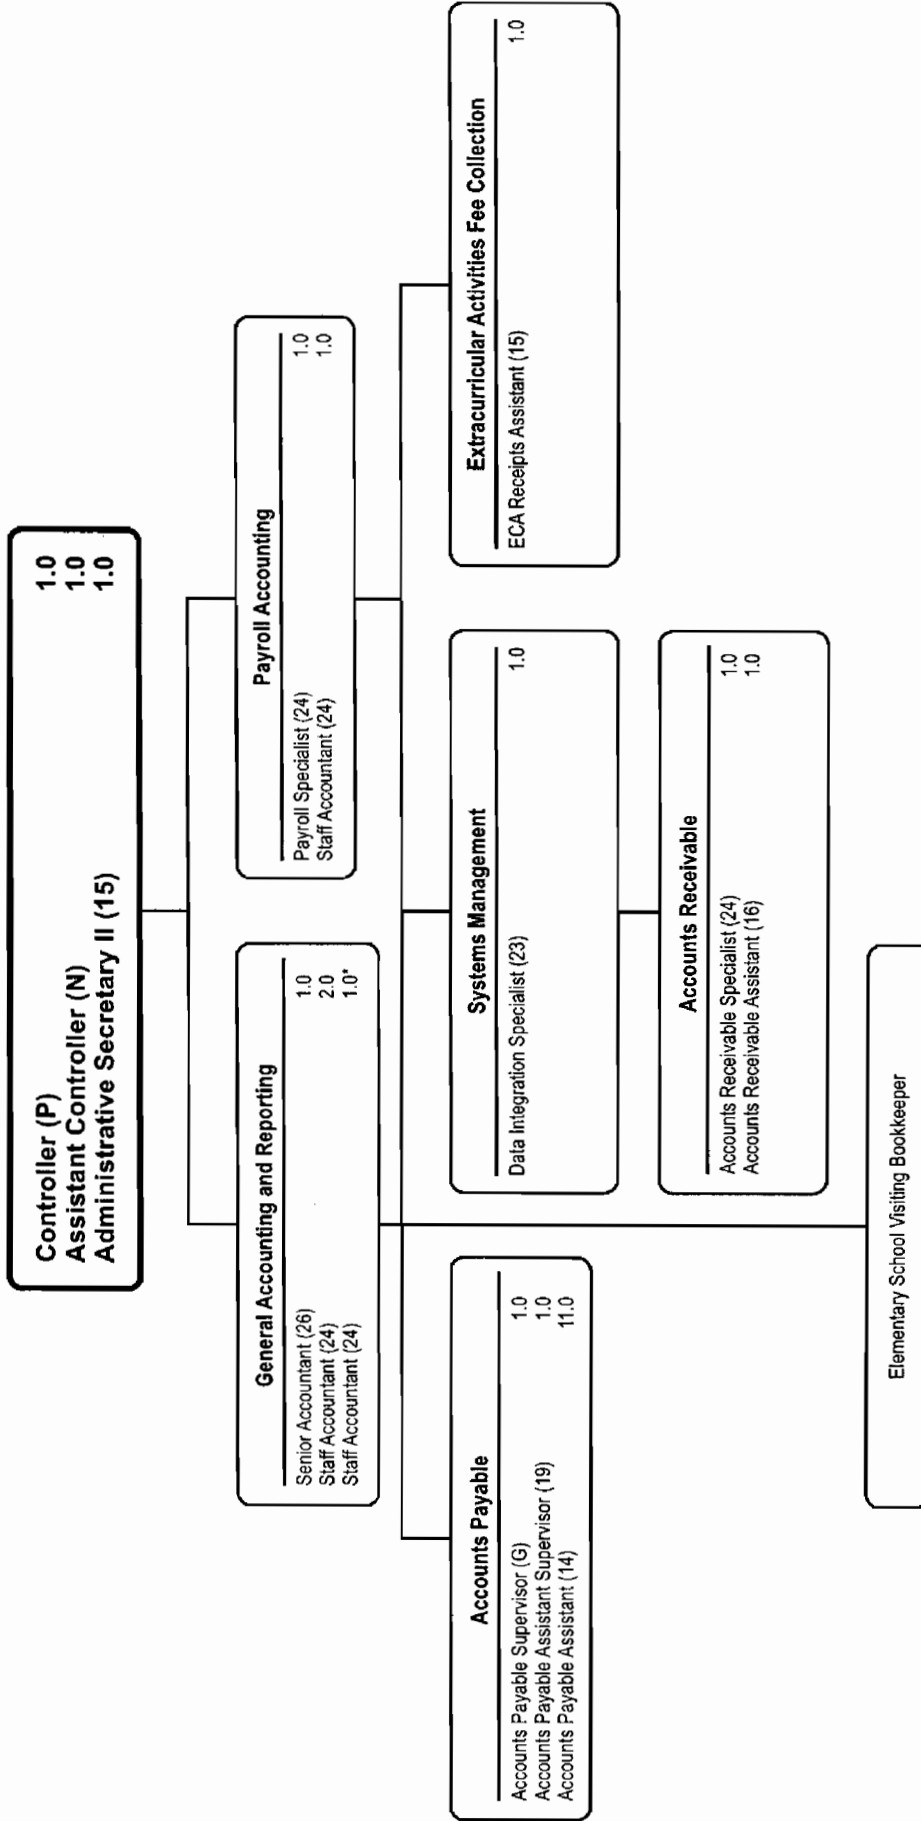 Controller (P) 1.0
Assistant Controller (N) 1.0
Administrative Secretary II (15) 1.0
General Accounting and Reporting
Senior Accountant (26) 1.0
Staff Accountant (24) 2.0
Staff Accountant (24) 1.0*
Payroll Accounting
Payroll Specialist (24) 1.0
Staff Accountant (24) 1.0
Accounts Payable
Accounts Payable Supervisor (G) 1.0
Accounts Payable Assistant Supervisor (19) 1.0
Accounts Payable Assistant (14) 11.0
Systems Management
Data Integration Specialist (23) 1.0
Extracurricular Activities Fee Collection
ECA Receipts Assistant (15) 1.0
Accounts Receivable
Accounts Receivable Specialist (24) 1.0
Accounts Receivable Assistant (16) 1.0
Elementary School Visiting Bookkeeper